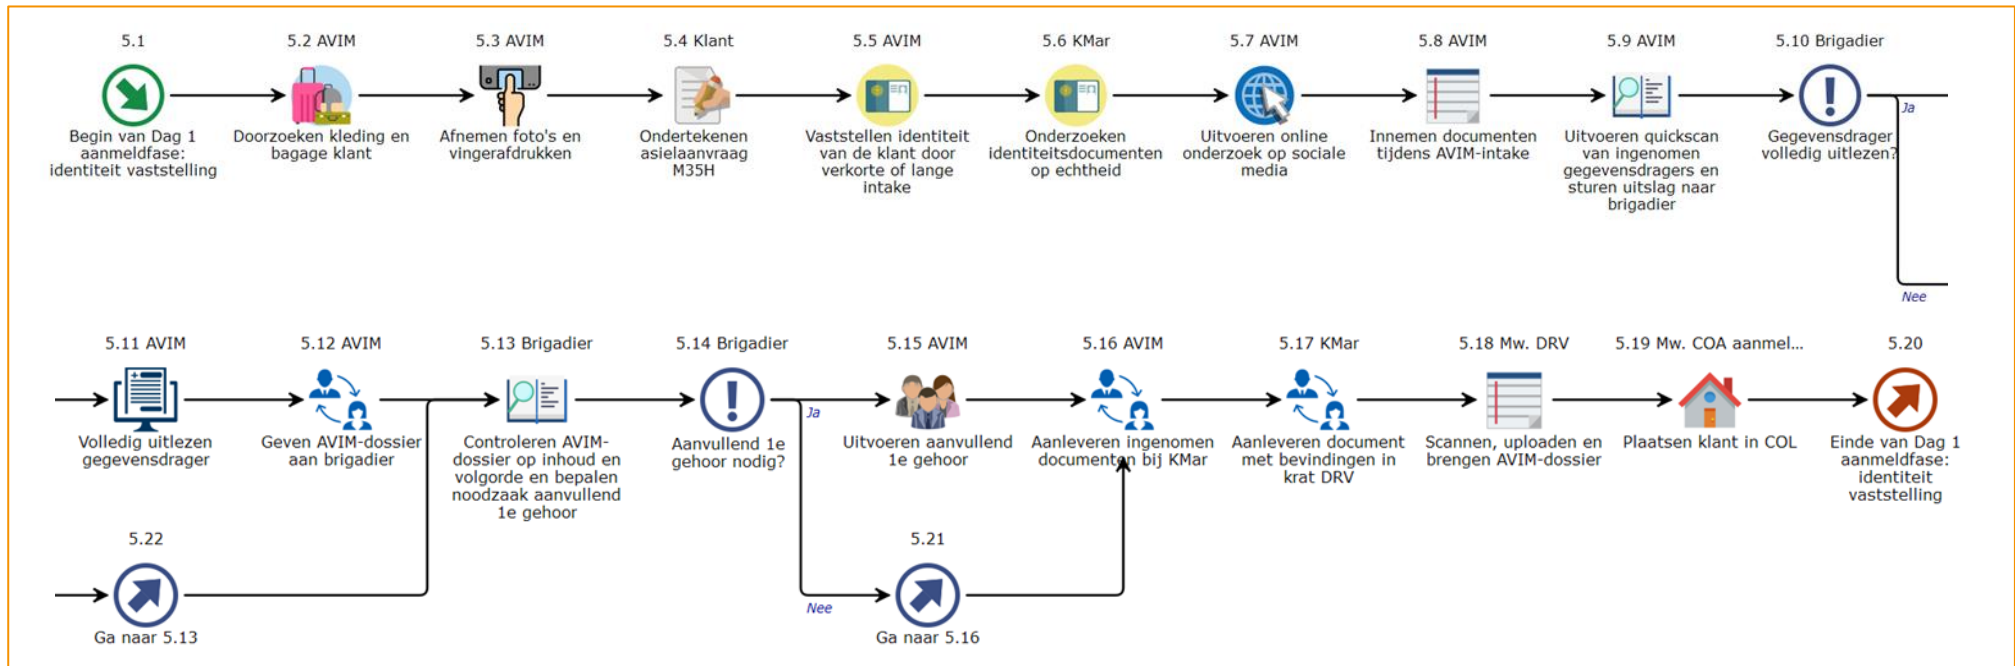 5.1
Begin van Dag 1
aanmeldfase:
identiteit vaststelling
5.2 AVIM
Doorzoeken kleding en
bagage klant
5.3 AVIM
Afnemen foto's en
vingerafdrukken
5.4 Klant
Ondertekenen
asielaanvraag
M35H
5.5 AVIM
Vaststellen identiteit
van de klant door
verkorte of lange
intake
5.6 KMar
Onderzoeken
identiteitsdocumenten
op echtheid
5.7 AVIM
Uitvoeren online
onderzoek op sociale
media
5.8 AVIM
Innemen documenten
tijdens AVIM-intake
5.9 AVIM
Uitvoeren quickscan
van ingenomen
gegevensdragers en
sturen uitslag naar
brigadier
5.10 Brigadier
Gegevensdrager
volledig uitlezen?
Ja
Nee
5.11 AVIM
Volledig uitlezen
gegevensdrager
5.12 AVIM
Geven AVIM-dossier
aan brigadier
5.13 Brigadier
Controleren AVIM-
dossier op inhoud en
volgorde en bepalen
noodzaak aanvullend
1e gehoor
5.14 Brigadier
Aanvullend 1e
gehoor nodig?
Ja
Nee
5.15 AVIM
Uitvoeren aanvullend
1e gehoor
5.16 AVIM
Aanleveren ingenomen
documenten bij KMar
5.17 KMar
Aanleveren document
met bevindingen in
krat DRV
5.18 Mw. DRV
Scannen, uploaden en
brengen AVIM-dossier
5.19 Mw. COA aanmel...
Plaatsen klant in COL
5.20
Einde van Dag 1
aanmeldfase:
identiteit
vaststelling
5.22
Ga naar 5.13
5.21
Ga naar 5.16